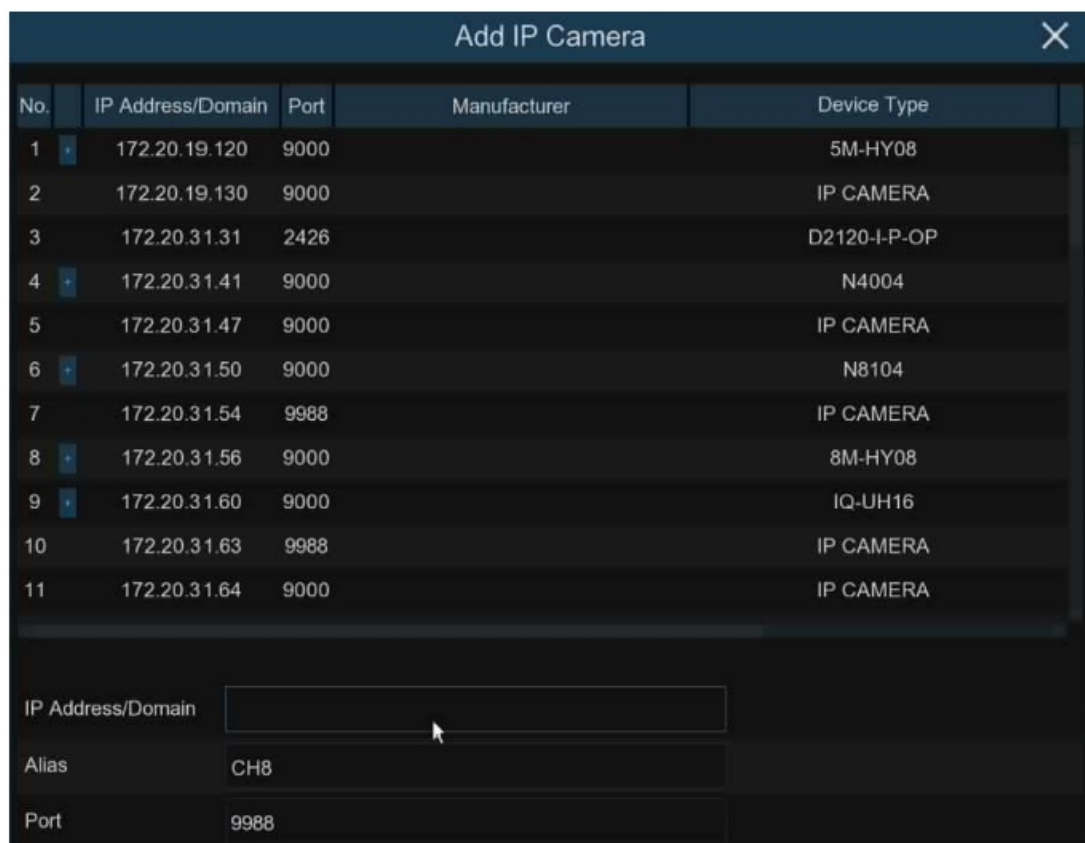 Add IP Camera
No. IP Address/Domain Port Manufacturer Device Type
1 + 172.20.19.120 9000 5M-HY08
2 172.20.19.130 9000 IP CAMERA
3 172.20.31.31 2426 D2120-I-P-OP
4 + 172.20.31.41 9000 N4004
5 172.20.31.47 9000 IP CAMERA
6 + 172.20.31.50 9000 N8104
7 172.20.31.54 9988 IP CAMERA
8 + 172.20.31.56 9000 8M-HY08
9 + 172.20.31.60 9000 IQ-UH16
10 172.20.31.63 9988 IP CAMERA
11 172.20.31.64 9000 IP CAMERA
IP Address/Domain
Alias CH8
Port 9988